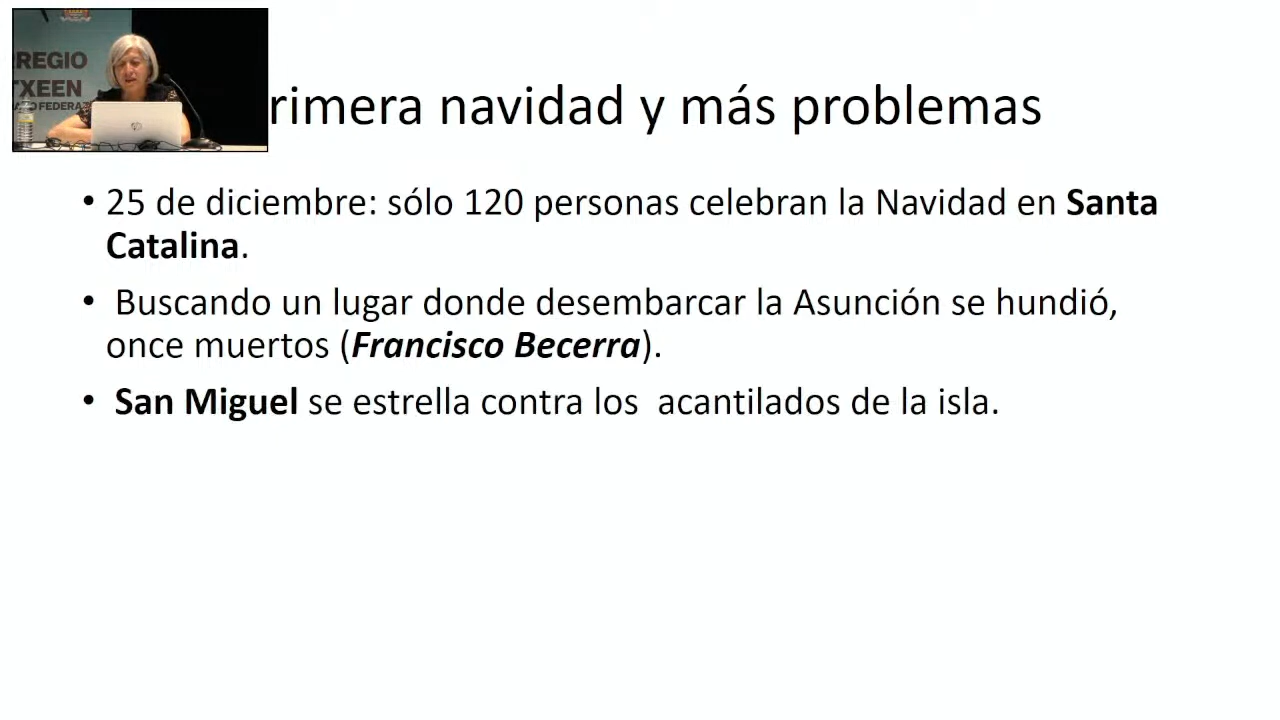 REGIO
TXEEN
rimera navidad y más problemas
• 25 de diciembre: sólo 120 personas celebran la Navidad en Santa
Catalina.
• Buscando un lugar donde desembarcar la Asunción se hundió,
once muertos (Francisco Becerra).
• San Miguel se estrella contra los acantilados de la isla.